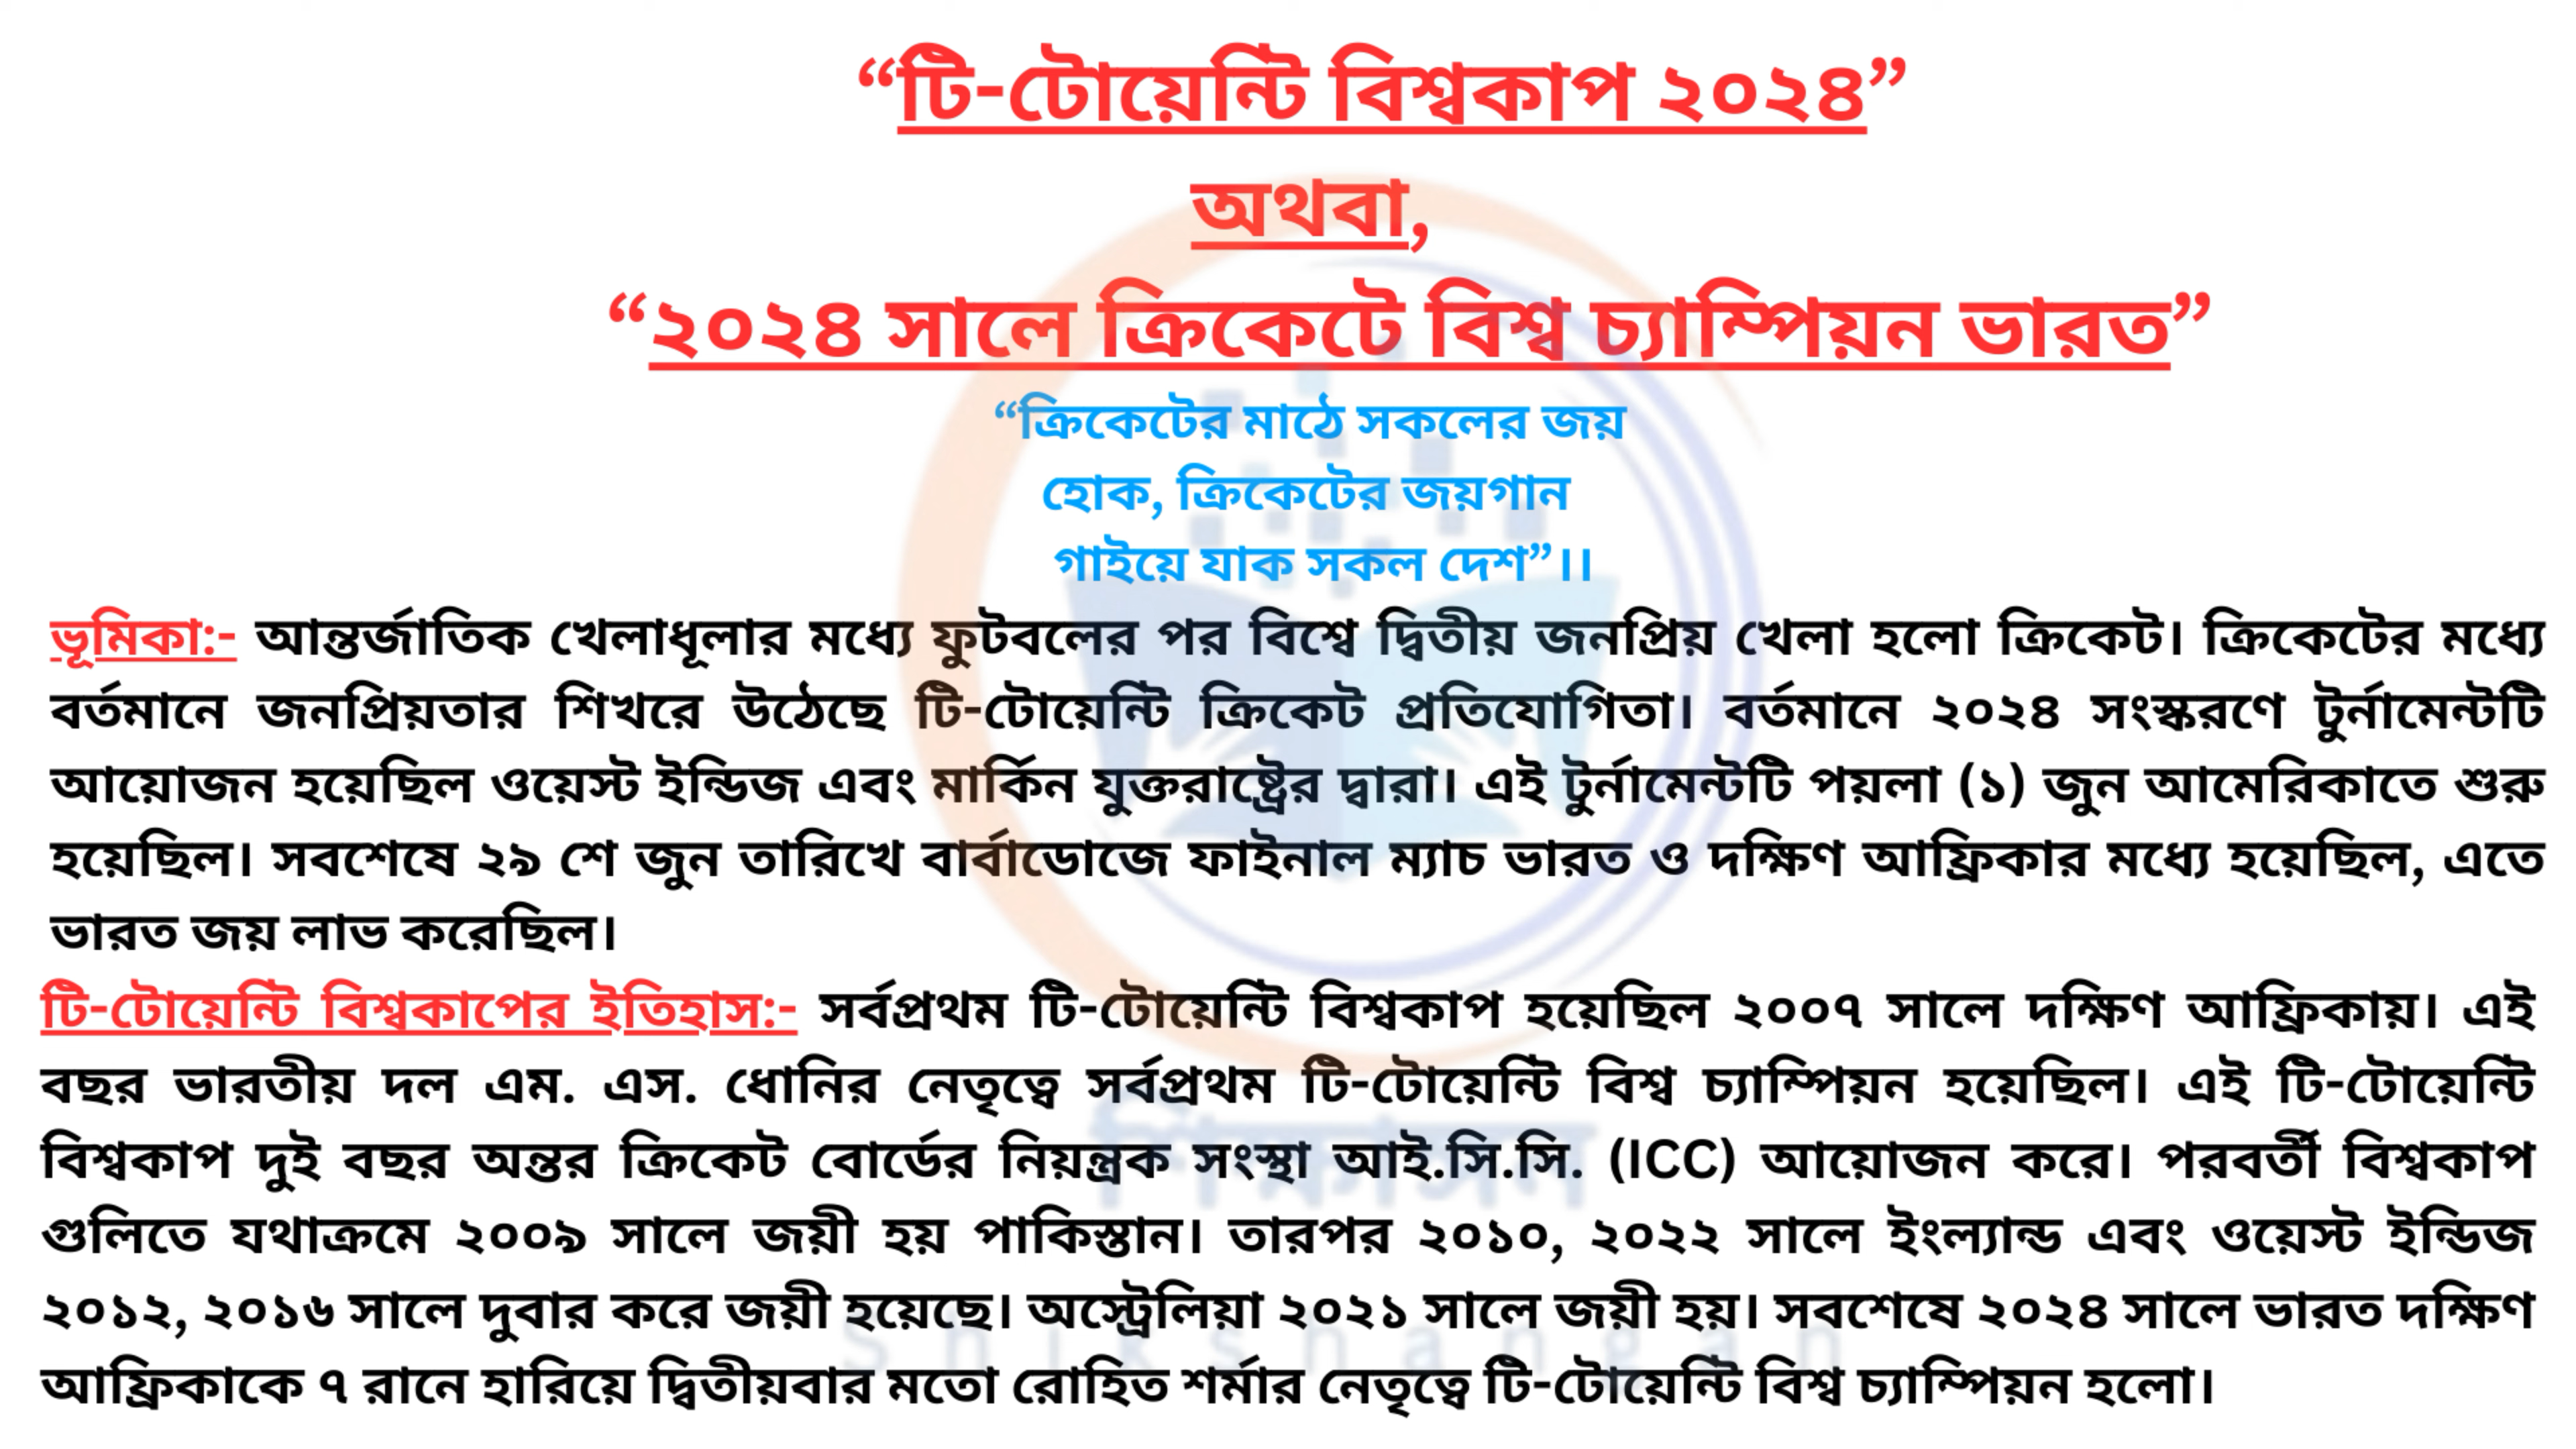 “টি-টোয়েন্টি বিশ্বকাপ ২০২৪”
অথবা,
“২০২৪ সালে ক্রিকেটে বিশ্ব চ্যাম্পিয়ন ভারত”
“ক্রিকেটের মাঠে সকলের জয়
হোক, ক্রিকেটের জয়গান
গাইয়ে যাক সকল দেশ”।।
ভূমিকা:- আন্তর্জাতিক খেলাধূলার মধ্যে ফুটবলের পর বিশ্বে দ্বিতীয় জনপ্রিয় খেলা হলো ক্রিকেট। ক্রিকেটের মধ্যে
বর্তমানে জনপ্রিয়তার শিখরে উঠেছে টি-টোয়েন্টি ক্রিকেট প্রতিযোগিতা। বর্তমানে ২০২৪ সংস্করণে টুর্নামেন্টটি
আয়োজন হয়েছিল ওয়েস্ট ইন্ডিজ এবং মার্কিন যুক্তরাষ্ট্রের দ্বারা। এই টুর্নামেন্টটি পয়লা (১) জুন আমেরিকাতে শুরু
হয়েছিল। সবশেষে ২৯ শে জুন তারিখে বার্বাডোজে ফাইনাল ম্যাচ ভারত ও দক্ষিণ আফ্রিকার মধ্যে হয়েছিল, এতে
ভারত জয় লাভ করেছিল।
টি-টোয়েন্টি বিশ্বকাপের ইতিহাস:- সর্বপ্রথম টি-টোয়েন্টি বিশ্বকাপ হয়েছিল ২০০৭ সালে দক্ষিণ আফ্রিকায়। এই
বছর ভারতীয় দল এম. এস. ধোনির নেতৃত্বে সর্বপ্রথম টি-টোয়েন্টি বিশ্ব চ্যাম্পিয়ন হয়েছিল। এই টি-টোয়েন্টি
বিশ্বকাপ দুই বছর অন্তর ক্রিকেট বোর্ডের নিয়ন্ত্রক সংস্থা আই.সি.সি. (ICC) আয়োজন করে। পরবর্তী বিশ্বকাপ
গুলিতে যথাক্রমে ২০০৯ সালে জয়ী হয় পাকিস্তান। তারপর ২০১০, ২০২২ সালে ইংল্যান্ড এবং ওয়েস্ট ইন্ডিজ
২০১২, ২০১৬ সালে দুবার করে জয়ী হয়েছে। অস্ট্রেলিয়া ২০২১ সালে জয়ী হয়। সবশেষে ২০২৪ সালে ভারত দক্ষিণ
আফ্রিকাকে ৭ রানে হারিয়ে দ্বিতীয়বার মতো রোহিত শর্মার নেতৃত্বে টি-টোয়েন্টি বিশ্ব চ্যাম্পিয়ন হলো।
শিক্ষাঙ্গন
Shikshangan